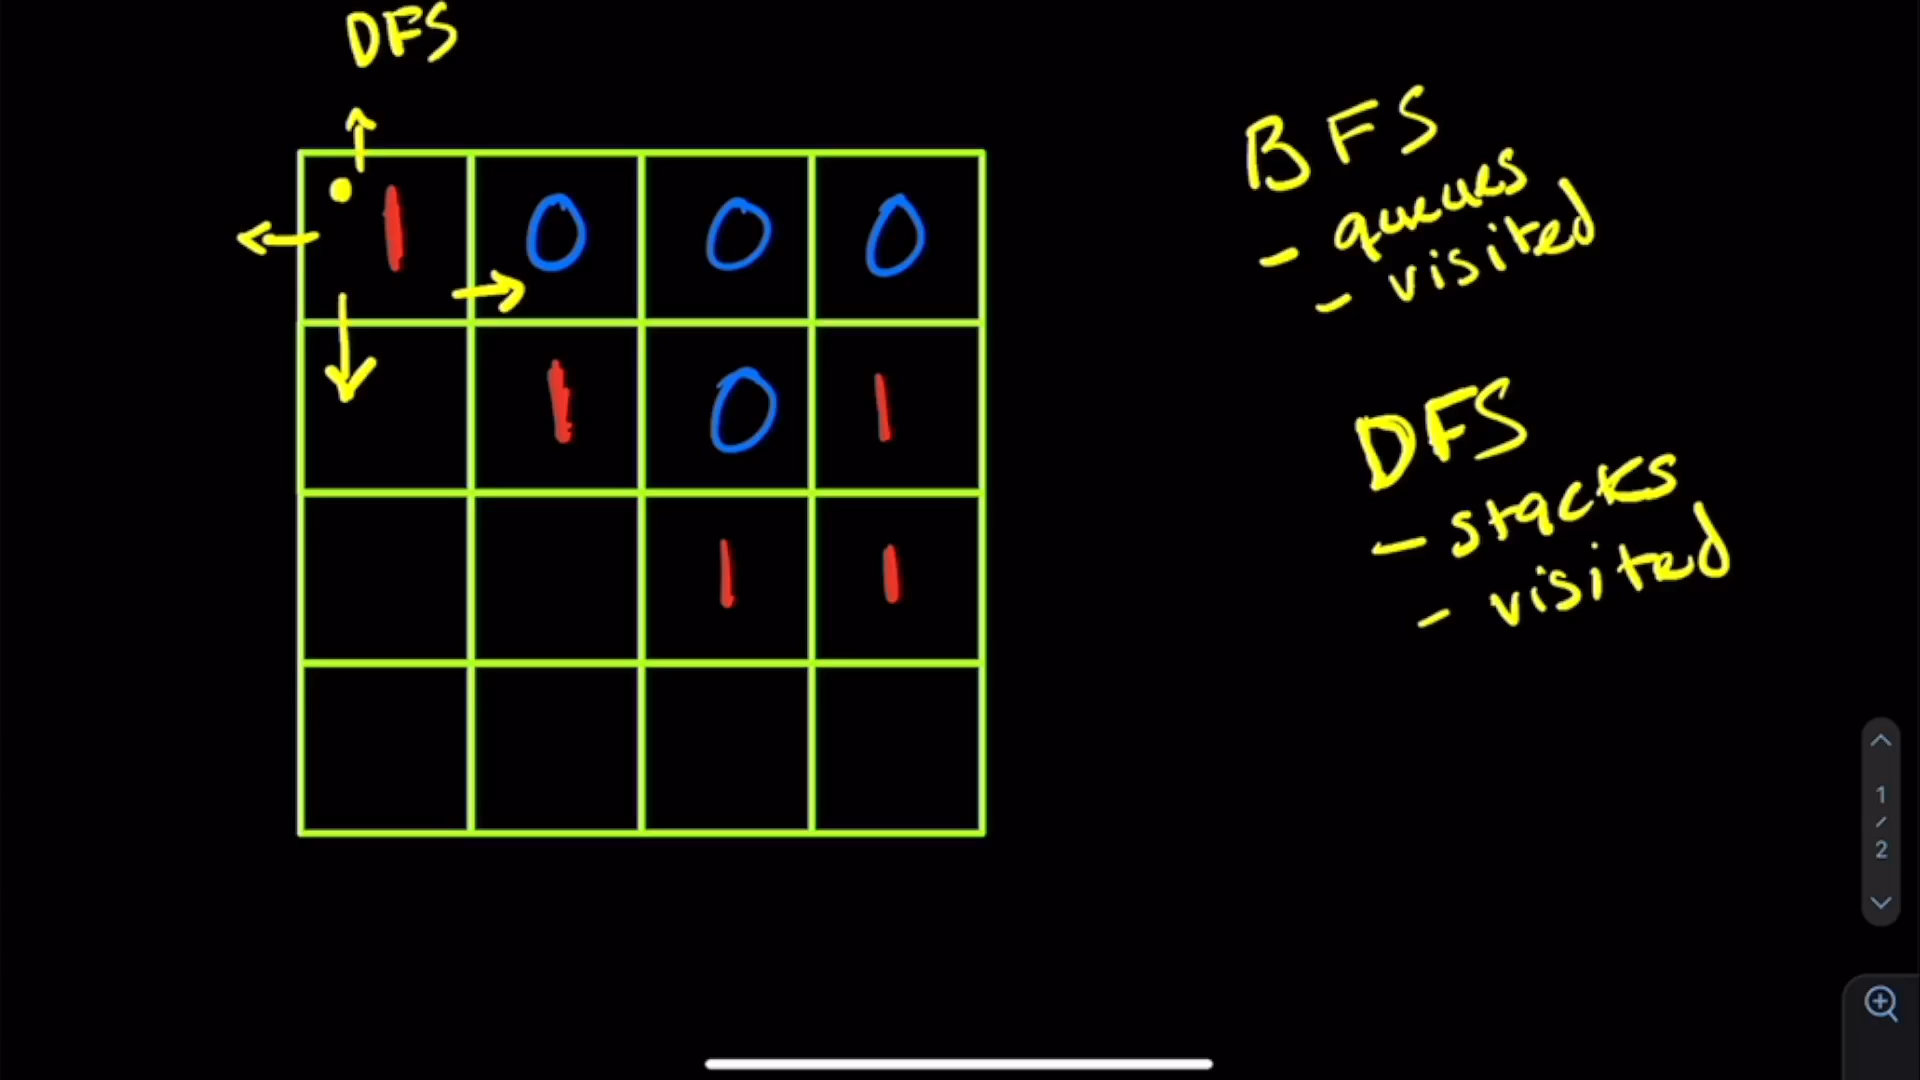 DFS
1 0 0 0
1 0 1
1 1
BFS
- queues
- visited
DFS
- stacks
- visited
1
/
2